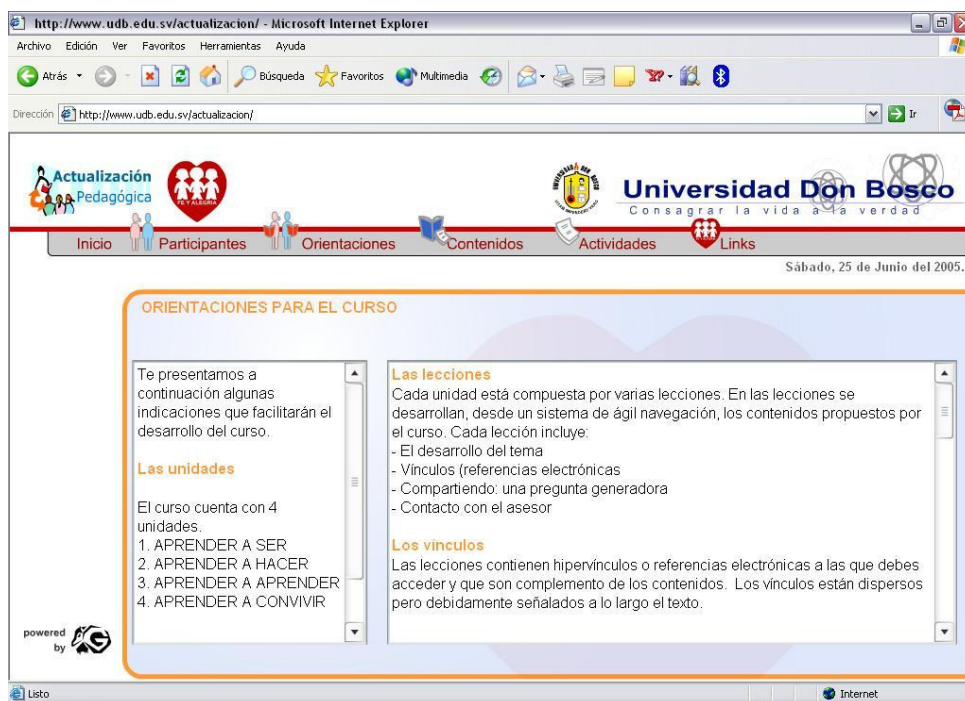 http://www.udb.edu.sv/actualizacion/ - Microsoft Internet Explorer
Archivo Edición Ver Favoritos Herramientas Ayuda
Atrás Búsqueda Favoritos Multimedia
Dirección http://www.udb.edu.sv/actualizacion/ Ir
Actualización
Pedagógica
FE Y ALEGRIA
Universidad Don Bosco
Consagrar la vida a la verdad
Inicio Participantes Orientaciones Contenidos Actividades Links
Sábado, 25 de Junio del 2005.
ORIENTACIONES PARA EL CURSO
Te presentamos a
continuación algunas
indicaciones que facilitarán el
desarrollo del curso.
Las unidades
El curso cuenta con 4
unidades.
1. APRENDER A SER
2. APRENDER A HACER
3. APRENDER A APRENDER
4. APRENDER A CONVIVIR
Las lecciones
Cada unidad está compuesta por varias lecciones. En las lecciones se
desarrollan, desde un sistema de ágil navegación, los contenidos propuestos por
el curso. Cada lección incluye:
- El desarrollo del tema
- Vínculos (referencias electrónicas
- Compartiendo: una pregunta generadora
- Contacto con el asesor
Los vínculos
Las lecciones contienen hipervínculos o referencias electrónicas a las que debes
acceder y que son complemento de los contenidos. Los vínculos están dispersos
pero debidamente señalados a lo largo el texto.
powered
by
Listo Internet